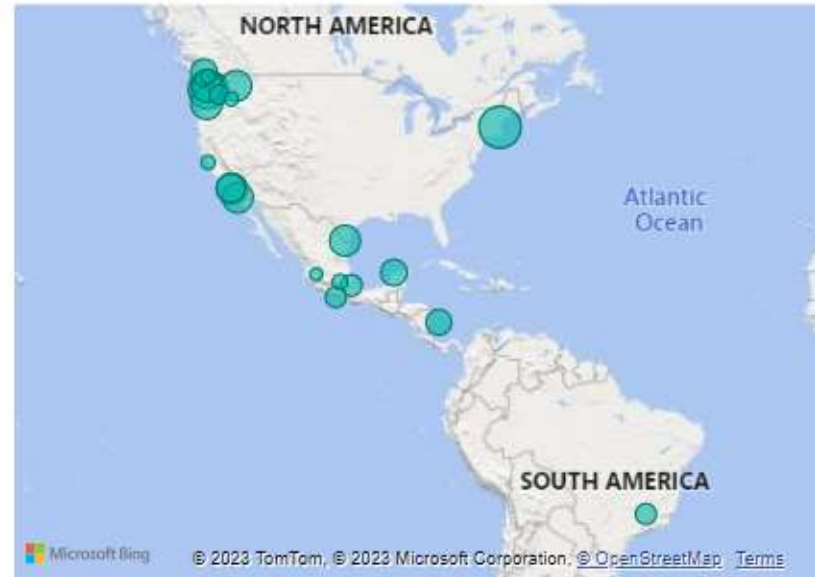 NORTH AMERICA
Atlantic
Ocean
SOUTH AMERICA
Microsoft Bing
© 2023 TomTom, © 2023 Microsoft Corporation, © OpenStreetMap Terms